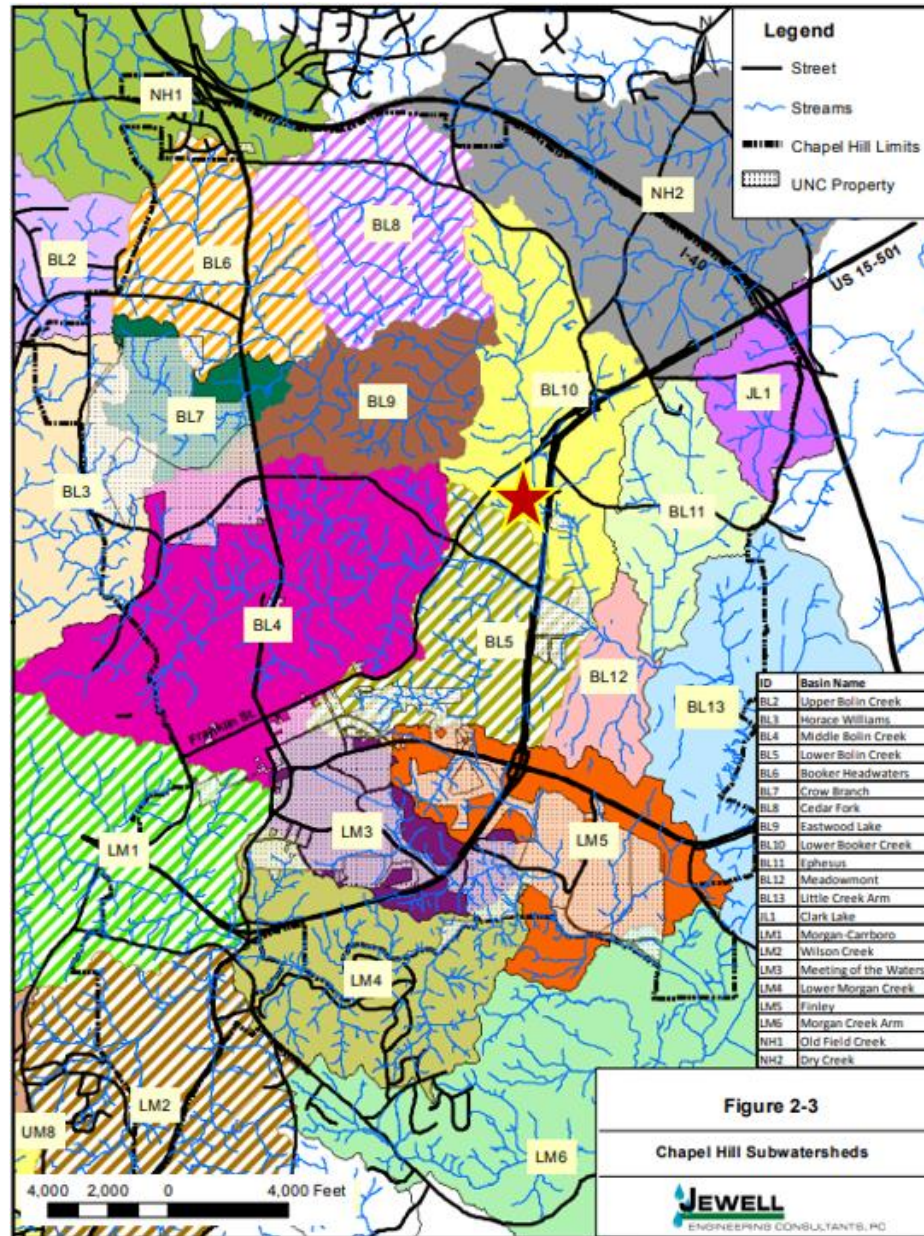 N
Legend
Street
Streams
Chapel Hill Limits
UNC Property
NH1
NH2
BL8
BL2
BL6
I-40
US 15-501
BL10
JL1
BL9
BL7
BL3
BL11
BL4
BL5
BL12
BL13
Franklin St.
LM1
LM3
LM5
LM4
LM2
UM8
LM6
ID Basin Name
BL2 Upper Bolin Creek
BL3 Horace Williams
BL4 Middle Bolin Creek
BL5 Lower Bolin Creek
BL6 Booker Headwaters
BL7 Crow Branch
BL8 Cedar Fork
BL9 Eastwood Lake
BL10 Lower Booker Creek
BL11 Ephesus
BL12 Meadowmont
BL13 Little Creek Arm
JL1 Clark Lake
LM1 Morgan-Carrboro
LM2 Wilson Creek
LM3 Meeting of the Waters
LM4 Lower Morgan Creek
LM5 Finley
LM6 Morgan Creek Arm
NH1 Old Field Creek
NH2 Dry Creek
4,000 2,000 0 4,000 Feet
Figure 2-3
Chapel Hill Subwatersheds
JEWELL
ENGINEERING CONSULTANTS, PC